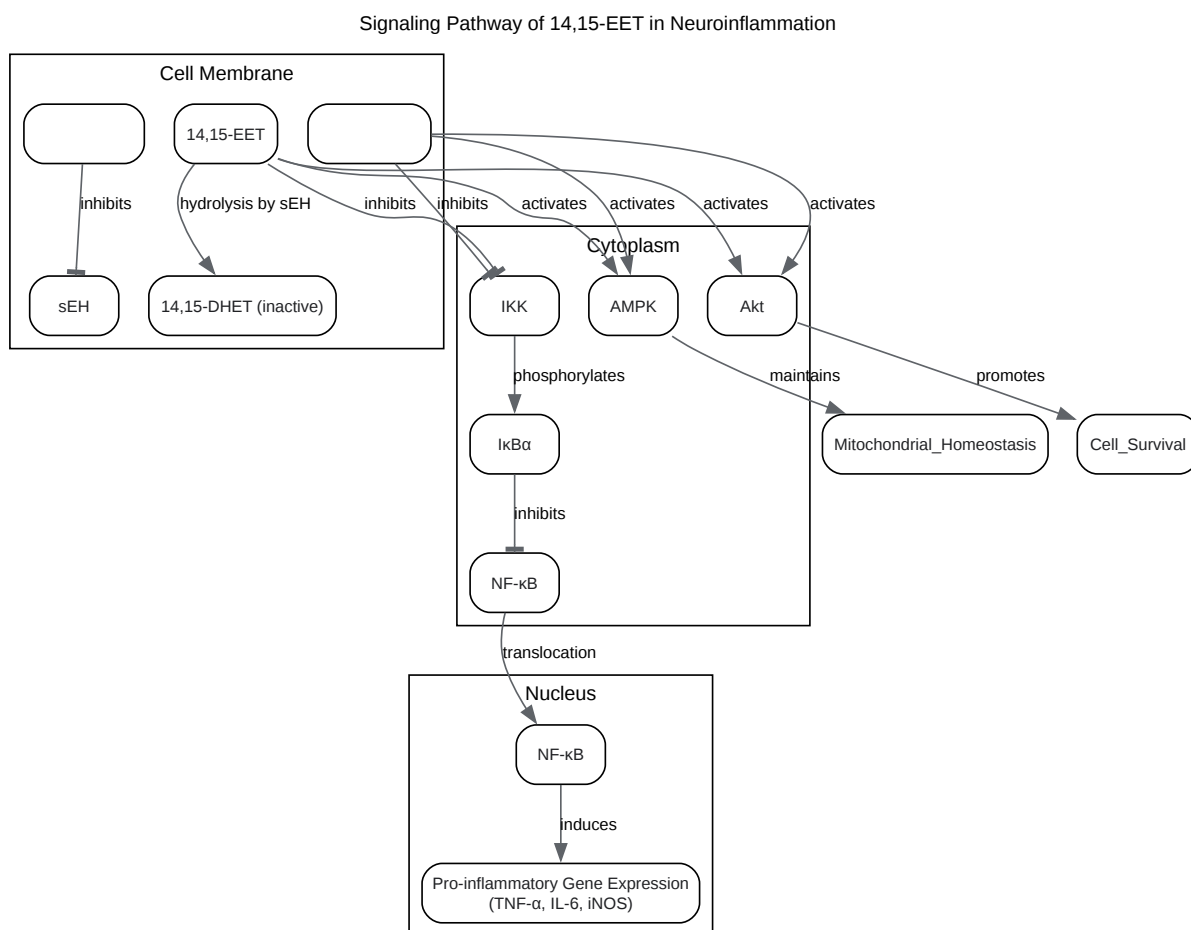 Signaling Pathway of 14,15-EET in Neuroinflammation
Cell Membrane
14,15-EET
inhibits
hydrolysis by sEH
inhibits
inhibits
activates
activates
activates
activates
Cytoplasm
sEH
14,15-DHET (inactive)
IKK
AMPK
Akt
phosphorylates
maintains
promotes
IκBα
Mitochondrial_Homeostasis
Cell_Survival
inhibits
NF-κB
translocation
Nucleus
NF-κB
induces
Pro-inflammatory Gene Expression
(TNF-α, IL-6, iNOS)